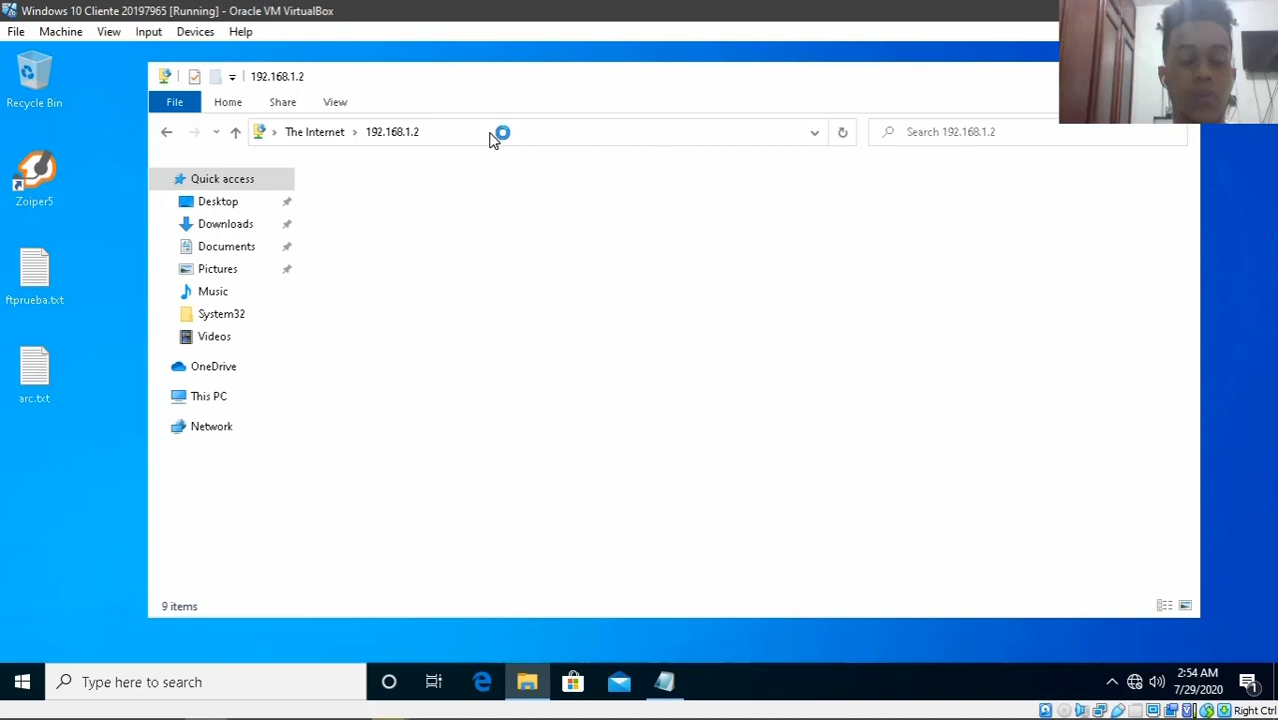 Windows 10 Cliente 20197965 [Running] - Oracle VM VirtualBox
File Machine View Input Devices Help
192.168.1.2
File Home Share View
The Internet 192.168.1.2 Search 192.168.1.2
Recycle Bin
Zoiper5
ftprueba.txt
arc.txt
Quick access
Desktop
Downloads
Documents
Pictures
Music
System32
Videos
OneDrive
This PC
Network
9 items
Type here to search
2:54 AM
7/29/2020
1
Right Ctrl